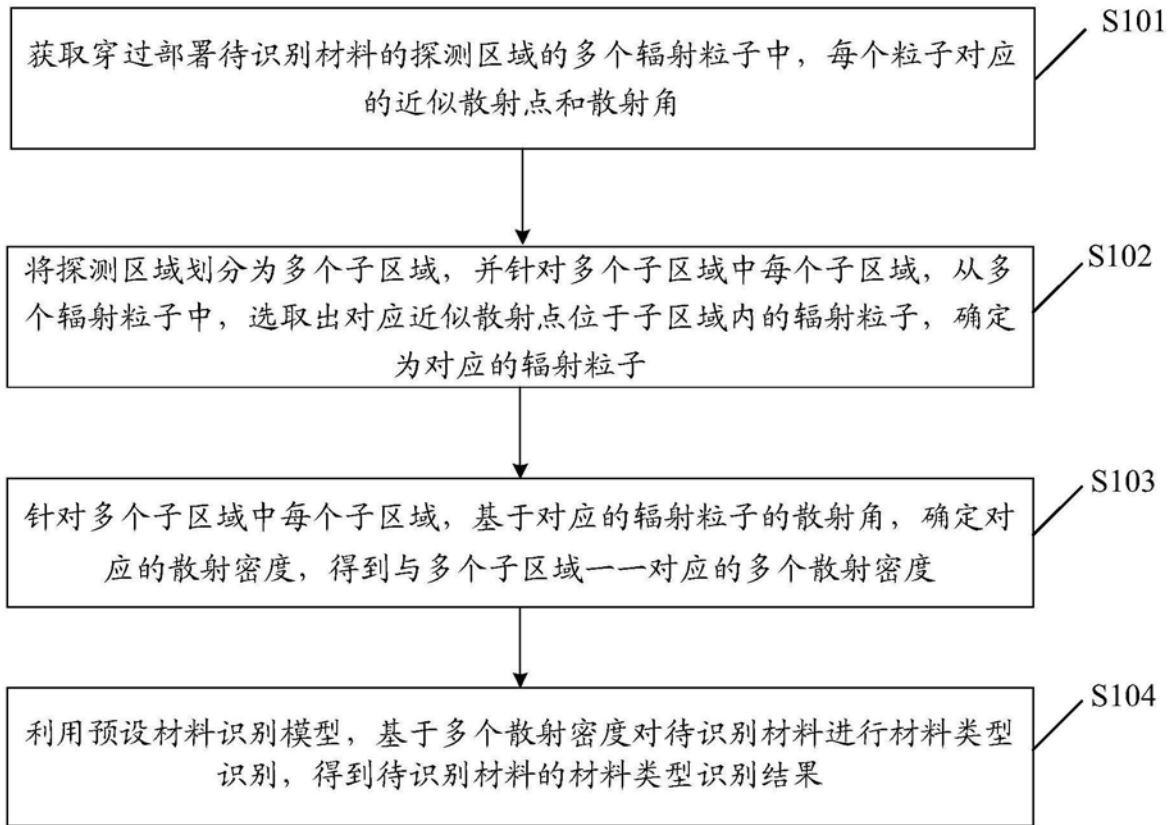 S101
获取穿过部署待识别材料的探测区域的多个辐射粒子中，每个粒子对应
的近似散射点和散射角
S102
将探测区域划分为多个子区域，并针对多个子区域中每个子区域，从多
个辐射粒子中，选取出对应近似散射点位于子区域内的辐射粒子，确定
为对应的辐射粒子
S103
针对多个子区域中每个子区域，基于对应的辐射粒子的散射角，确定对
应的散射密度，得到与多个子区域一一对应的多个散射密度
S104
利用预设材料识别模型，基于多个散射密度对待识别材料进行材料类型
识别，得到待识别材料的材料类型识别结果